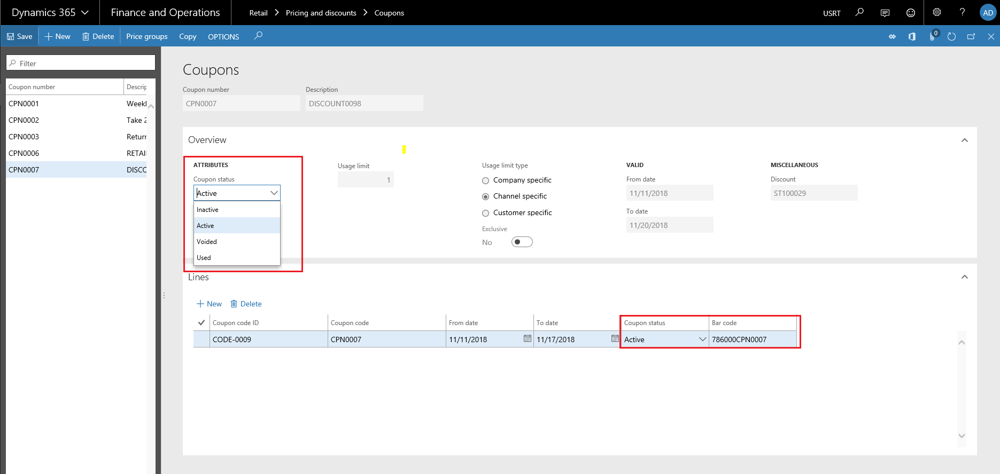 Dynamics 365 Finance and Operations Retail Pricing and discounts Coupons USRT ? AD
Save New Delete Price groups Copy OPTIONS 0
Filter
Coupon number Descrip
CPN0001 Weekl
CPN0002 Take 2
CPN0003 Return
CPN0006 RETAI
CPN0007 DISCC
Coupons
Coupon number Description
CPN0007 DISCOUNT0098
Overview
ATTRIBUTES
Coupon status
Active
Inactive
Active
Voided
Used
Usage limit
1
Usage limit type
Company specific
Channel specific
Customer specific
Exclusive
No
VALID
From date
11/11/2018
To date
11/20/2018
MISCELLANEOUS
Discount
ST100029
Lines
New Delete
Coupon code ID Coupon code From date To date Coupon status Bar code
CODE-0009 CPN0007 11/11/2018 11/17/2018 Active 786000CPN0007